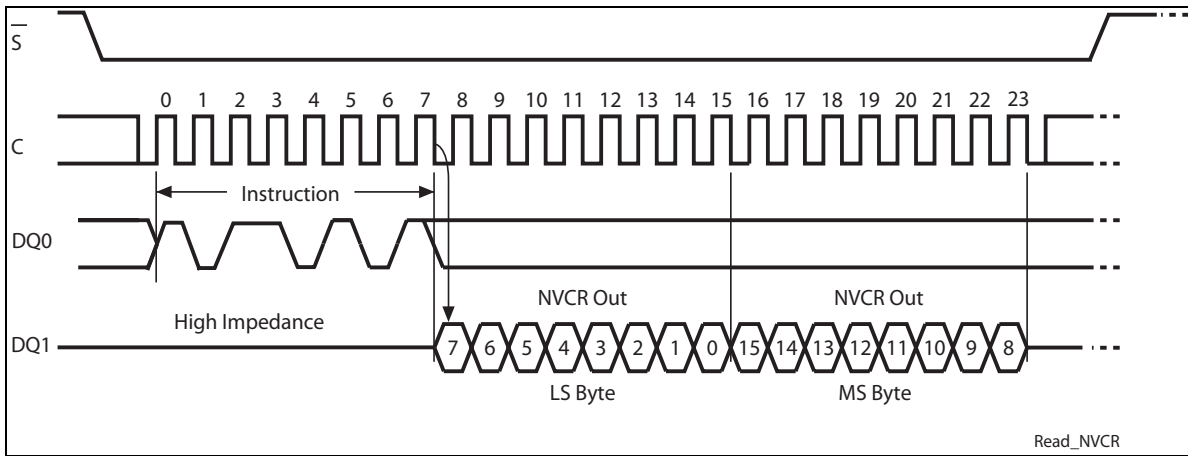 S
0 1 2 3 4 5 6 7 8 9 10 11 12 13 14 15 16 17 18 19 20 21 22 23
C
Instruction
DQ0
NVCR Out NVCR Out
High Impedance
DQ1 7 6 5 4 3 2 1 0 15 14 13 12 11 10 9 8
LS Byte MS Byte
Read_NVCR